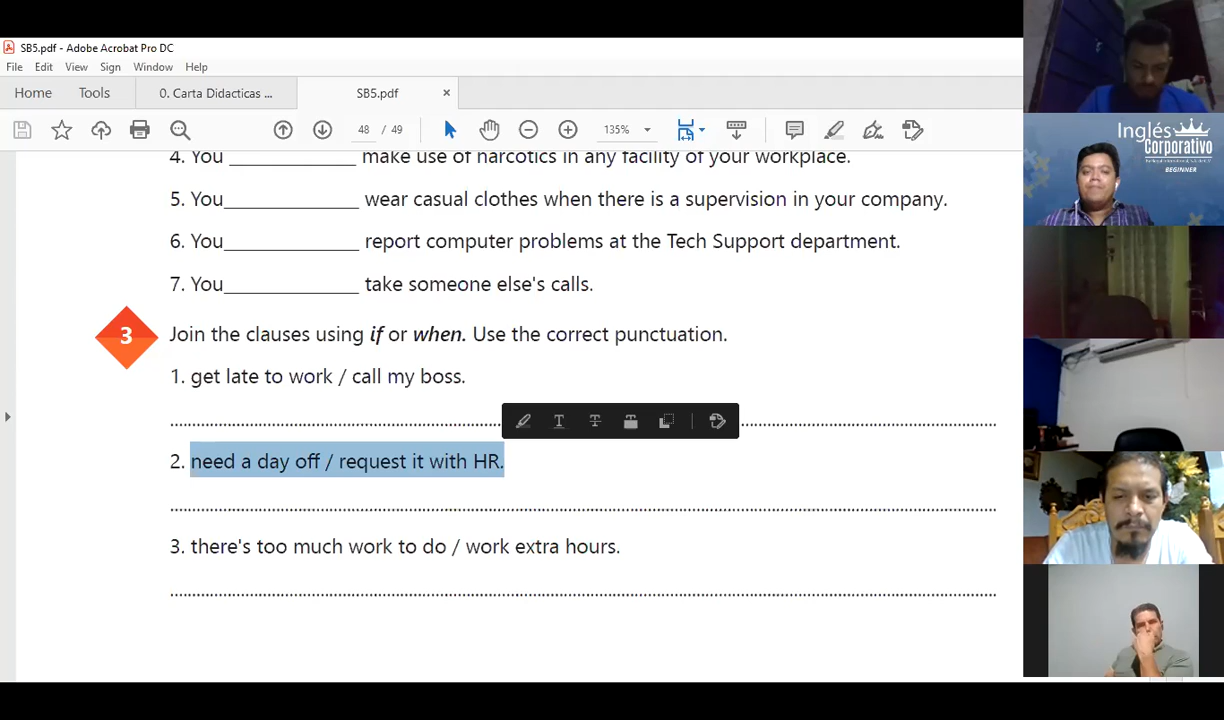 SB5.pdf - Adobe Acrobat Pro DC
File Edit View Sign Window Help
Home Tools 0. Carta Didacticas ... SB5.pdf ×
48 / 49 135%
4. You ______________ make use of narcotics in any facility of your workplace.
5. You_______________ wear casual clothes when there is a supervision in your company.
6. You_______________ report computer problems at the Tech Support department.
7. You_______________ take someone else's calls.
3 Join the clauses using if or when. Use the correct punctuation.
1. get late to work / call my boss.
2. need a day off / request it with HR.
3. there's too much work to do / work extra hours.
Inglés
Corporativo
BEGINNER